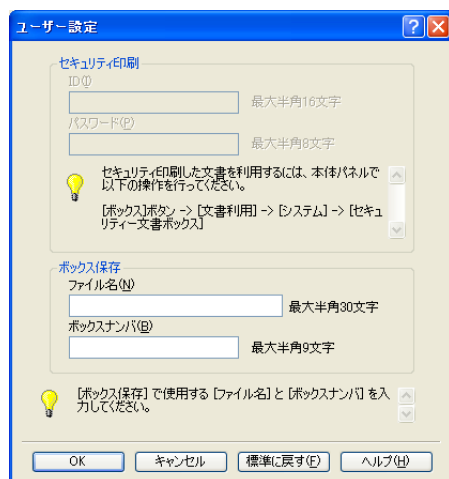 ユーザー設定
セキュリティ印刷
ID(I)
最大半角16文字
パスワード(P)
最大半角8文字
セキュリティ印刷した文書を利用するには、本体パネルで
以下の操作を行ってください。
[ボックス]ボタン -> [文書利用] -> [システム] -> [セキュ
リティー文書ボックス]
ボックス保存
ファイル名(N)
最大半角30文字
ボックスナンバ(B)
最大半角9文字
[ボックス保存] で使用する [ファイル名] と [ボックスナンバ] を入
力してください。
OK
キャンセル
標準に戻す(F)
ヘルプ(H)